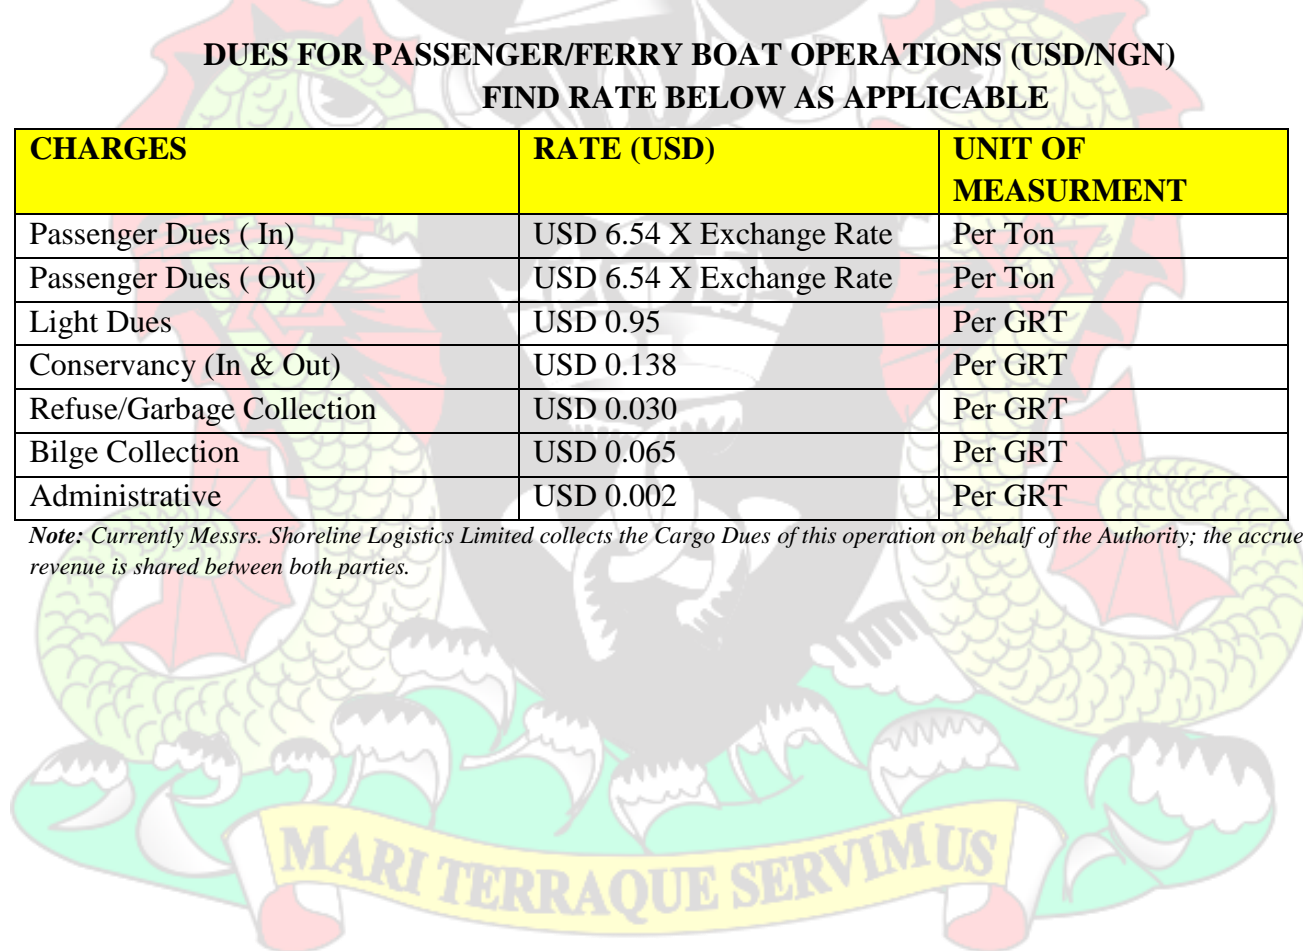 DUES FOR PASSENGER/FERRY BOAT OPERATIONS (USD/NGN)
FIND RATE BELOW AS APPLICABLE
CHARGES RATE (USD) UNIT OF
MEASURMENT
Passenger Dues ( In) USD 6.54 X Exchange Rate Per Ton
Passenger Dues ( Out) USD 6.54 X Exchange Rate Per Ton
Light Dues USD 0.95 Per GRT
Conservancy (In & Out) USD 0.138 Per GRT
Refuse/Garbage Collection USD 0.030 Per GRT
Bilge Collection USD 0.065 Per GRT
Administrative USD 0.002 Per GRT
Note: Currently Messrs. Shoreline Logistics Limited collects the Cargo Dues of this operation on behalf of the Authority; the accrue
revenue is shared between both parties.
MARI TERRAQUE SERVIMUS